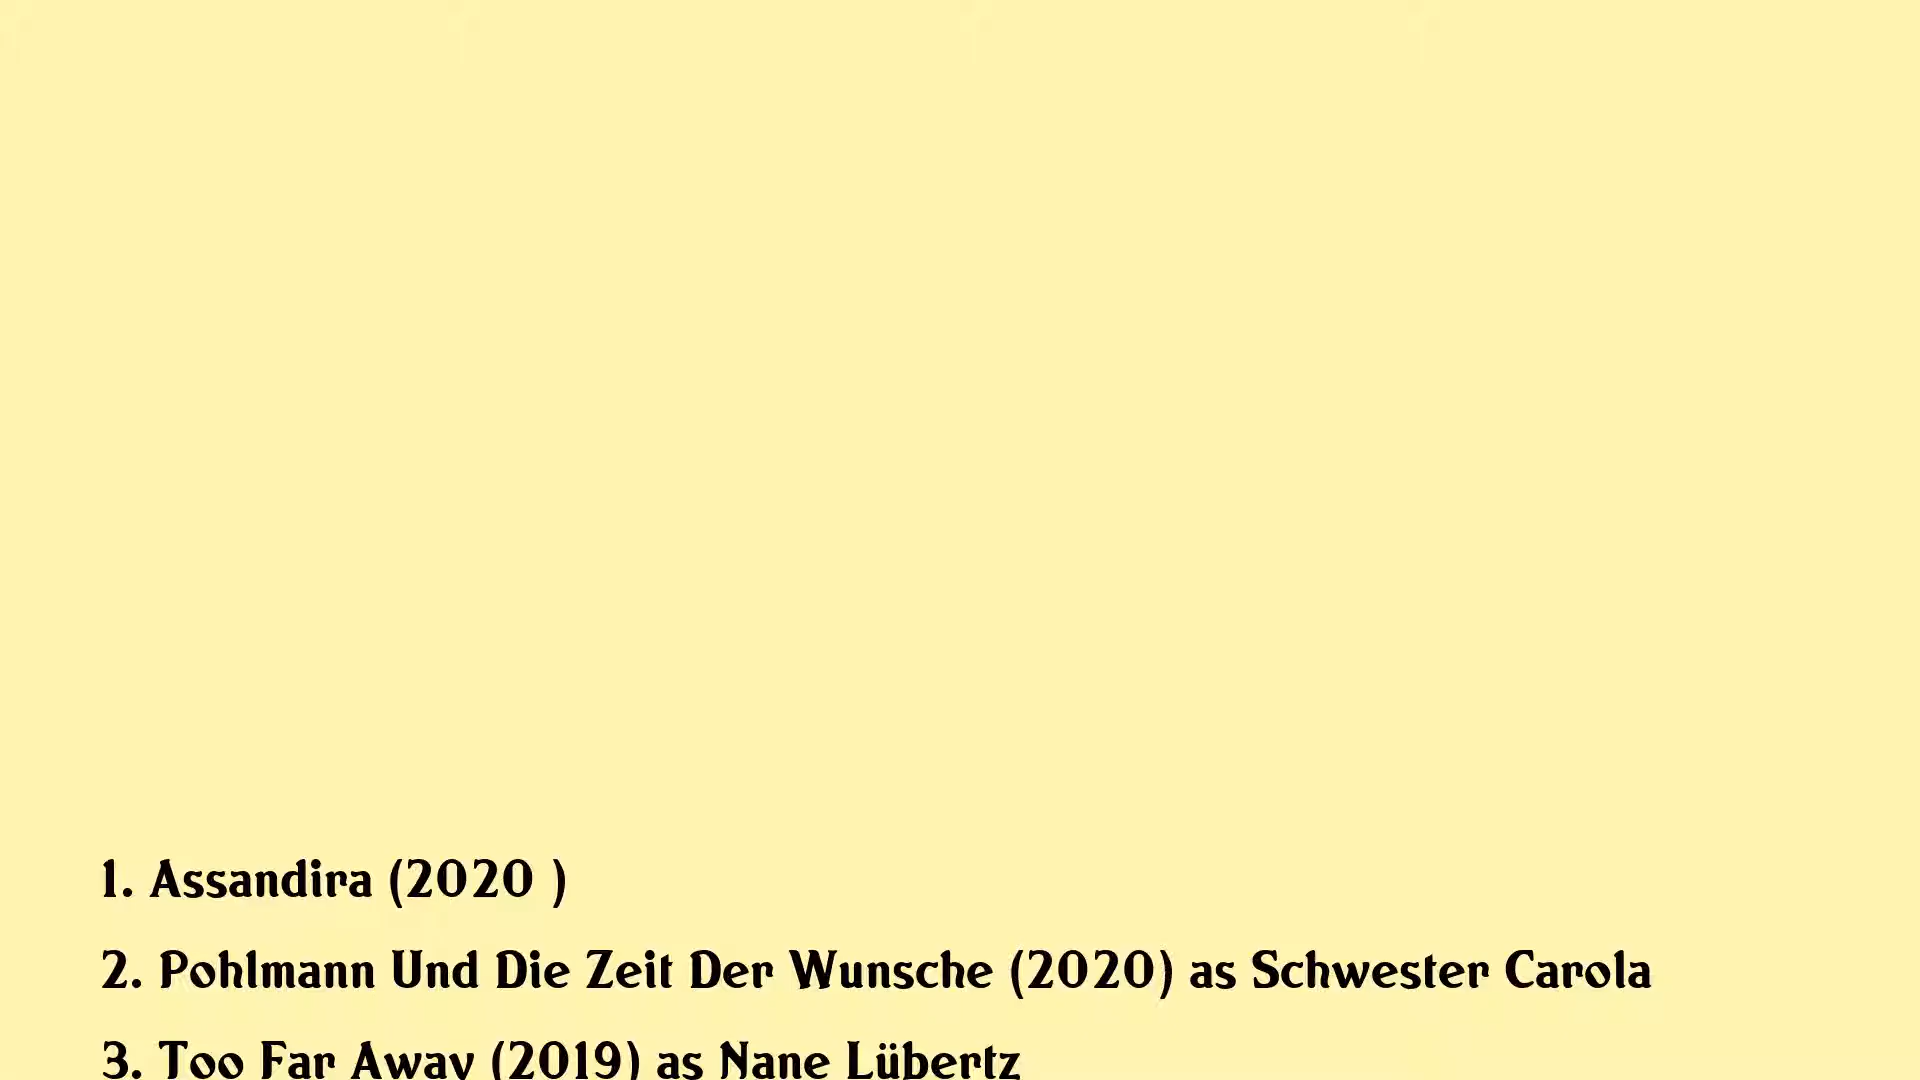 1. Assandira (2020 )
2. Pohlmann Und Die Zeit Der Wunsche (2020) as Schwester Carola
3. Too Far Away (2019) as Nane Lübertz